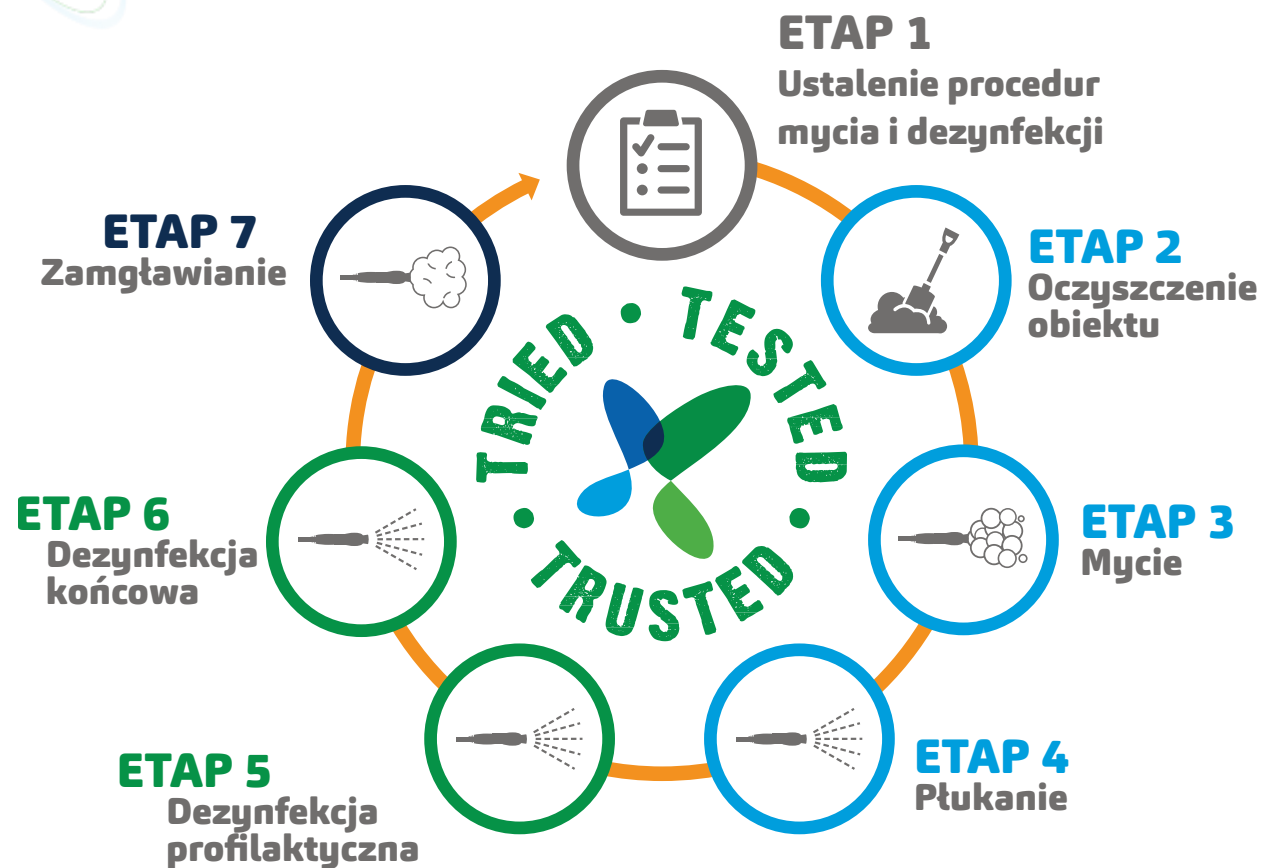 ETAP 1
Ustalenie procedur
mycia i dezynfekcji
ETAP 2
Oczyszczenie
obiektu
ETAP 3
Mycie
ETAP 4
Płukanie
ETAP 5
Dezynfekcja
profilaktyczna
ETAP 6
Dezynfekcja
końcowa
ETAP 7
Zamgławianie
TRIED • TESTED • TRUSTED •